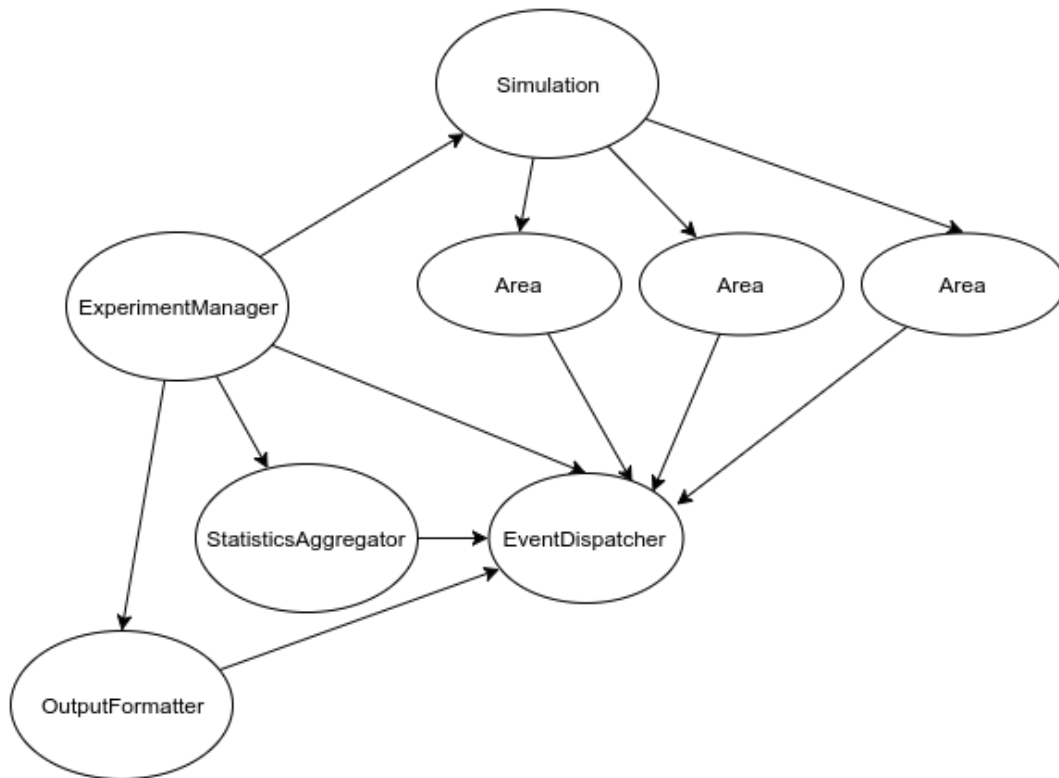 Simulation
Area
Area
Area
ExperimentManager
StatisticsAggregator
EventDispatcher
OutputFormatter